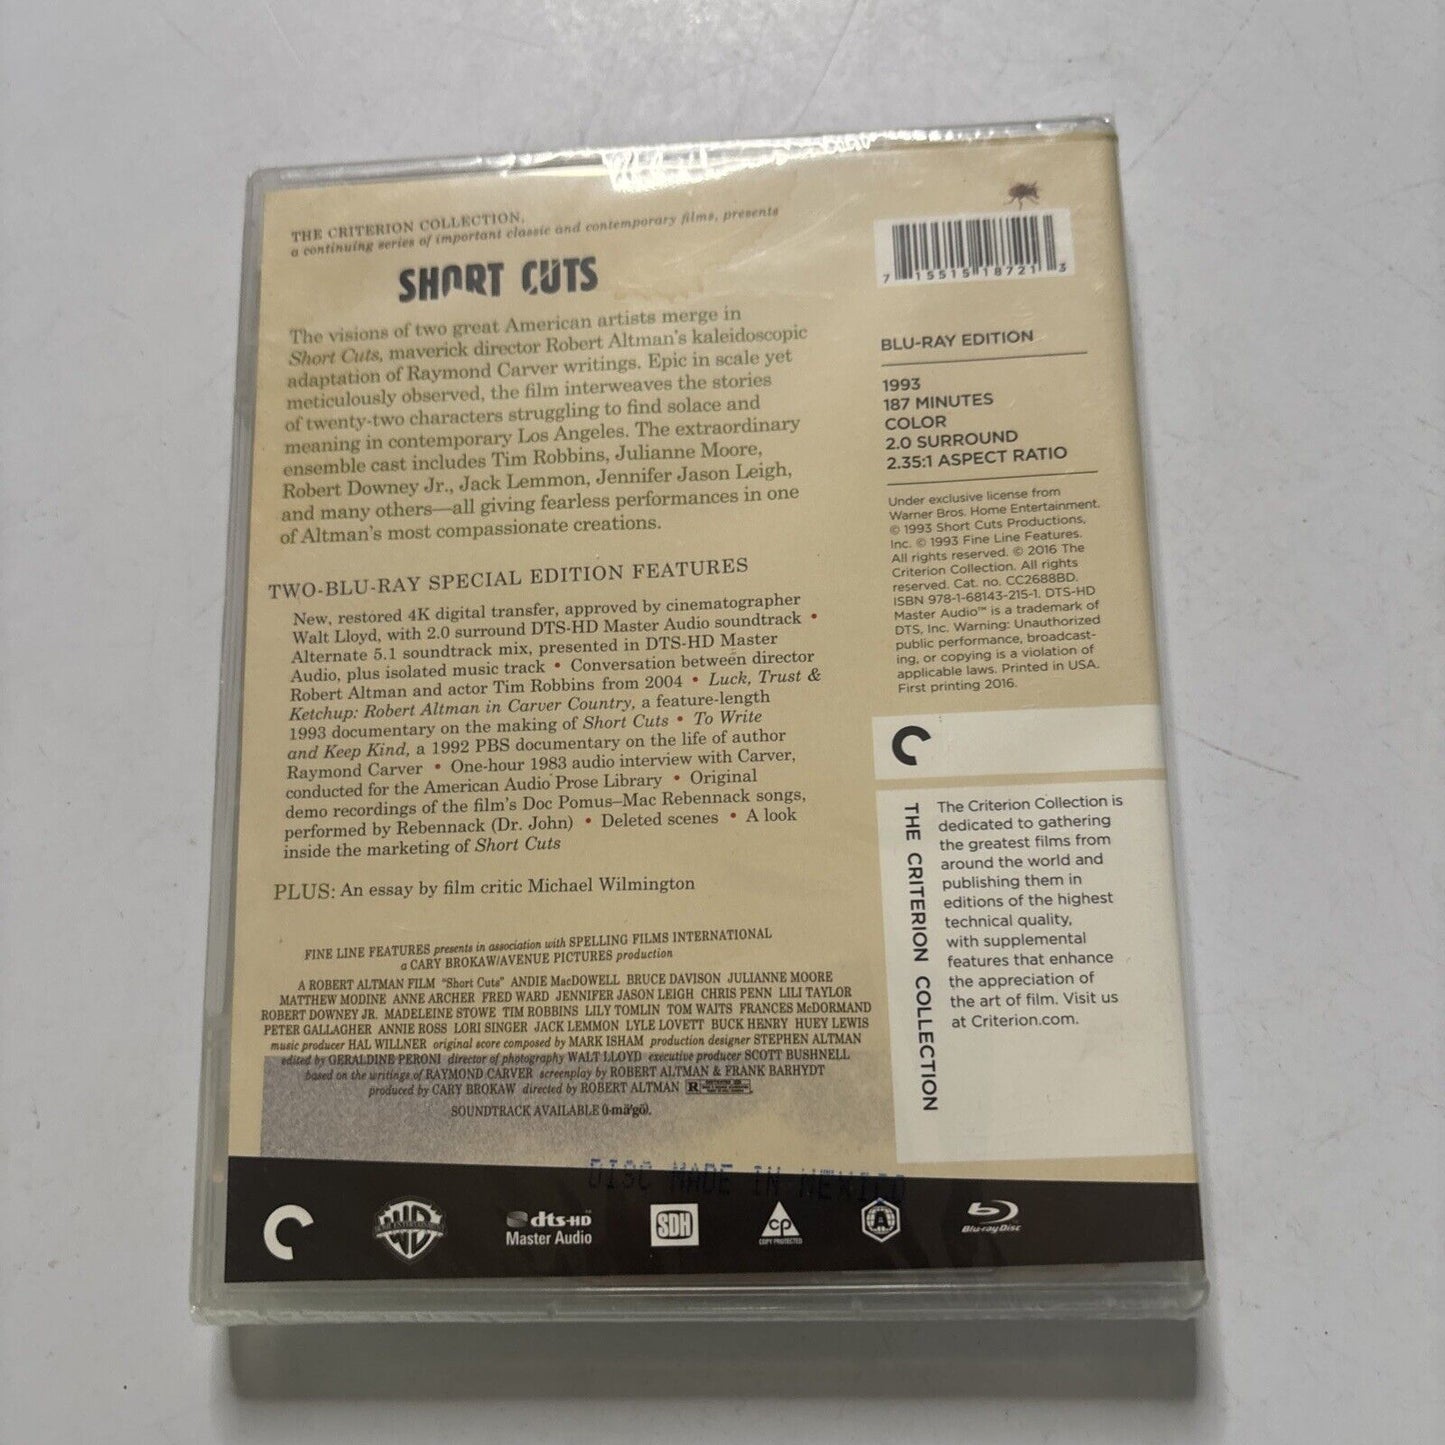 THE CRITERION COLLECTION,
a continuing series of important classic and contemporary films, presents
SHORT CUTS
The visions of two great American artists merge in
Short Cuts, maverick director Robert Altman's kaleidoscopic
adaptation of Raymond Carver writings. Epic in scale yet
meticulously observed, the film interweaves the stories
of twenty-two characters struggling to find solace and
meaning in contemporary Los Angeles. The extraordinary
ensemble cast includes Tim Robbins, Julianne Moore,
Robert Downey Jr., Jack Lemmon, Jennifer Jason Leigh,
and many others—all giving fearless performances in one
of Altman's most compassionate creations.
TWO-BLU-RAY SPECIAL EDITION FEATURES
New, restored 4K digital transfer, approved by cinematographer
Walt Lloyd, with 2.0 surround DTS-HD Master Audio soundtrack •
Alternate 5.1 soundtrack mix, presented in DTS-HD Master
Audio, plus isolated music track • Conversation between director
Robert Altman and actor Tim Robbins from 2004 • Luck, Trust &
Ketchup: Robert Altman in Carver Country, a feature-length
1993 documentary on the making of Short Cuts • To Write
and Keep Kind, a 1992 PBS documentary on the life of author
Raymond Carver • One-hour 1983 audio interview with Carver,
conducted for the American Audio Prose Library • Original
demo recordings of the film's Doc Pomus–Mac Rebennack songs,
performed by Rebennack (Dr. John) • Deleted scenes • A look
inside the marketing of Short Cuts
PLUS: An essay by film critic Michael Wilmington
FINE LINE FEATURES presents in association with SPELLING FILMS INTERNATIONAL
a CARY BROKAW/AVENUE PICTURES production
A ROBERT ALTMAN FILM "Short Cuts" ANDIE MacDOWELL BRUCE DAVISON JULIANNE MOORE
MATTHEW MODINE ANNE ARCHER FRED WARD JENNIFER JASON LEIGH CHRIS PENN LILI TAYLOR
ROBERT DOWNEY JR. MADELEINE STOWE TIM ROBBINS LILY TOMLIN TOM WAITS FRANCES McDORMAND
PETER GALLAGHER ANNIE ROSS LORI SINGER JACK LEMMON LYLE LOVETT BUCK HENRY HUEY LEWIS
music producer HAL WILLNER original score composed by MARK ISHAM production designer STEPHEN ALTMAN
edited by GERALDINE PERONI director of photography WALT LLOYD executive producer SCOTT BUSHNELL
based on the writings of RAYMOND CARVER screenplay by ROBERT ALTMAN & FRANK BARHYDT
produced by CARY BROKAW directed by ROBERT ALTMAN R
SOUNDTRACK AVAILABLE (i-mä'gō).
7 15515 18721 3
BLU-RAY EDITION
1993
187 MINUTES
COLOR
2.0 SURROUND
2.35:1 ASPECT RATIO
Under exclusive license from
Warner Bros. Home Entertainment.
© 1993 Short Cuts Productions,
Inc. © 1993 Fine Line Features.
All rights reserved. © 2016 The
Criterion Collection. All rights
reserved. Cat. no. CC2688BD.
ISBN 978-1-68143-215-1. DTS-HD
Master Audio™ is a trademark of
DTS, Inc. Warning: Unauthorized
public performance, broadcast-
ing, or copying is a violation of
applicable laws. Printed in USA.
First printing 2016.
THE CRITERION COLLECTION
The Criterion Collection is
dedicated to gathering
the greatest films from
around the world and
publishing them in
editions of the highest
technical quality,
with supplemental
features that enhance
the appreciation of
the art of film. Visit us
at Criterion.com.
DISC MADE IN MEXICO
WB
dts-HD
Master Audio
SDH
CP
COPY PROTECTED
A
Blu-ray Disc